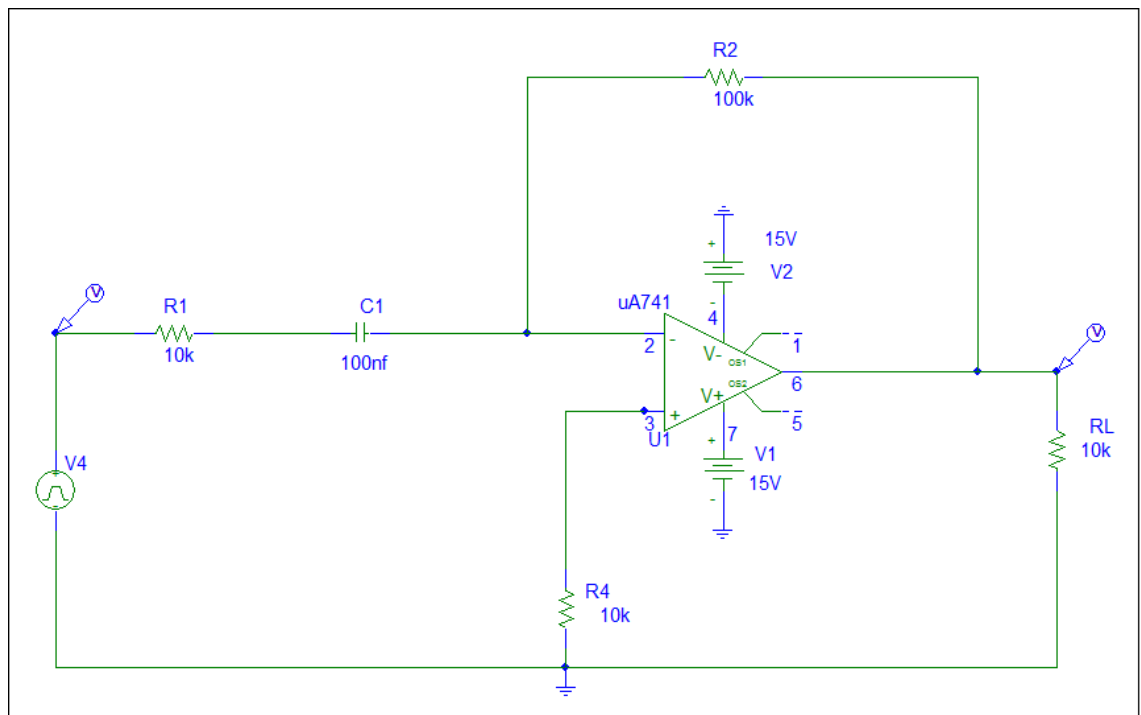 R2
100k
15V
V2
uA741
R1
C1
10k
100nf
V
V
4
2
-
V-
OS1
1
OS2
6
V+
3
+
5
U1
7
V1
15V
RL
10k
V4
R4
10k
+
-
+
-
+
-